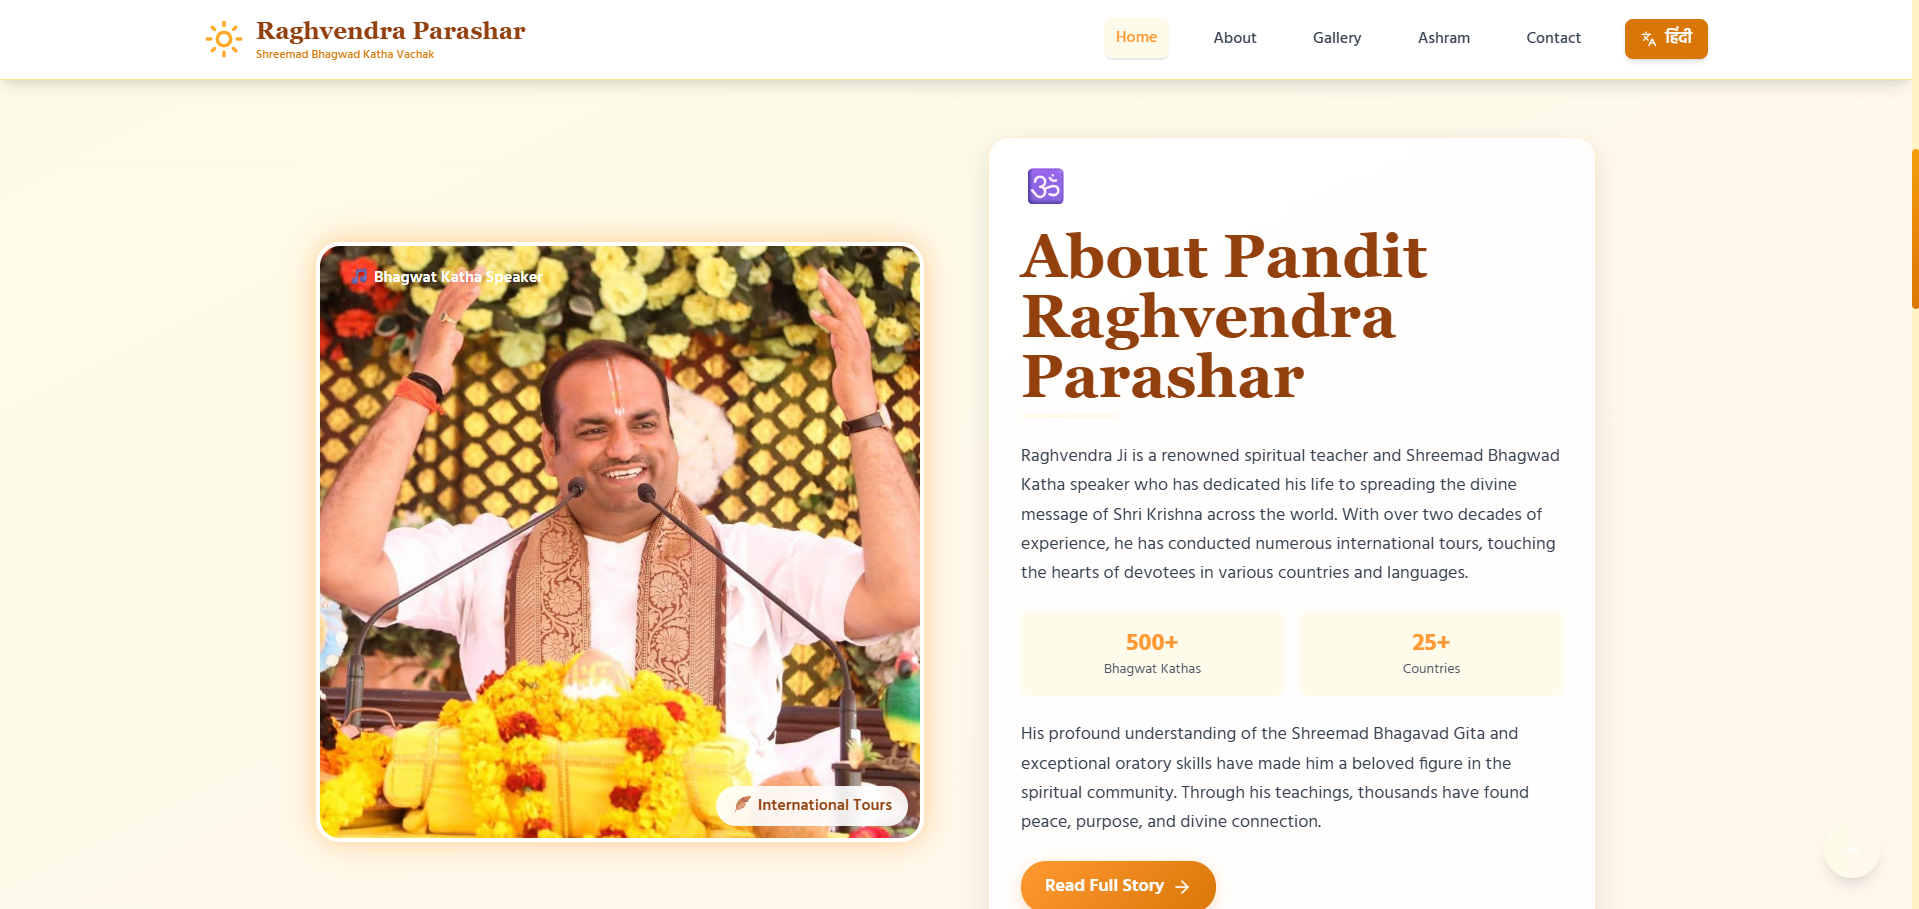 Raghvendra Parashar
Shreemad Bhagwad Katha Vachak
Home
About
Gallery
Ashram
Contact
हिंदी
Bhagwat Katha Speaker
International Tours
ॐ
About Pandit
Raghvendra
Parashar
Raghvendra Ji is a renowned spiritual teacher and Shreemad Bhagwad
Katha speaker who has dedicated his life to spreading the divine
message of Shri Krishna across the world. With over two decades of
experience, he has conducted numerous international tours, touching
the hearts of devotees in various countries and languages.
500+
Bhagwat Kathas
25+
Countries
His profound understanding of the Shreemad Bhagavad Gita and
exceptional oratory skills have made him a beloved figure in the
spiritual community. Through his teachings, thousands have found
peace, purpose, and divine connection.
Read Full Story →